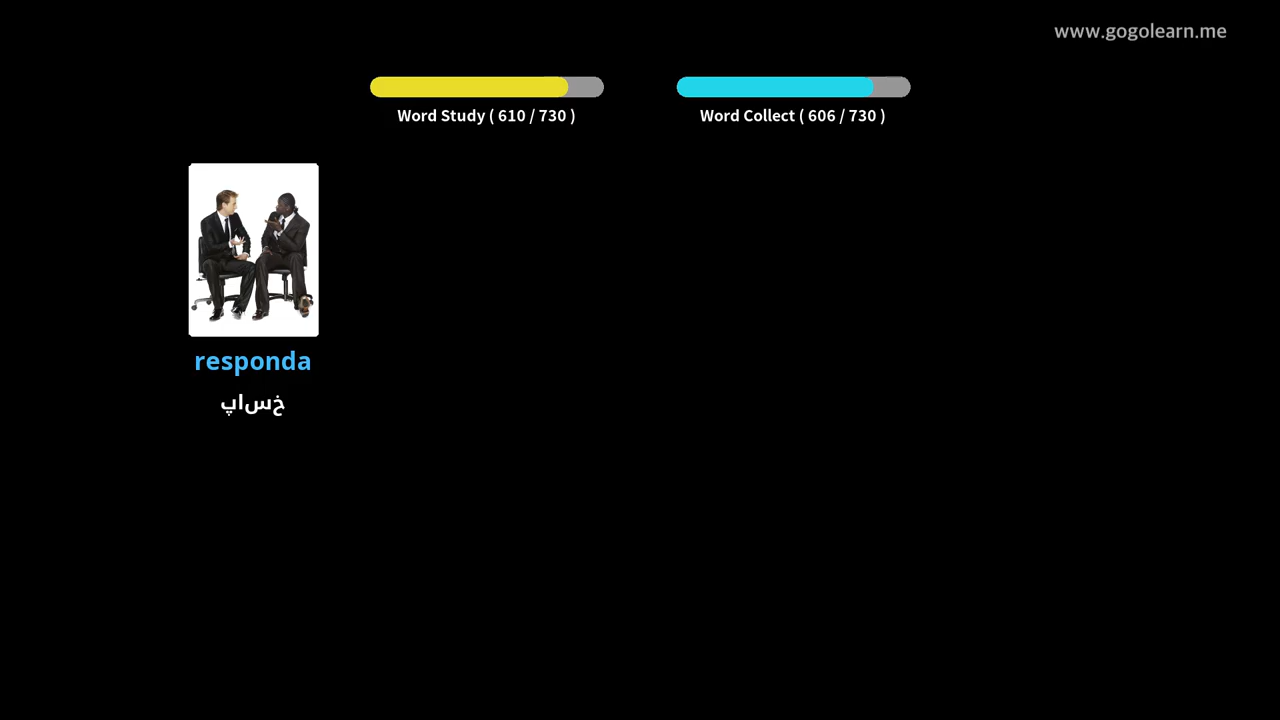 www.gogolearn.me
Word Study ( 610 / 730 )
Word Collect ( 606 / 730 )
responda
خساپ